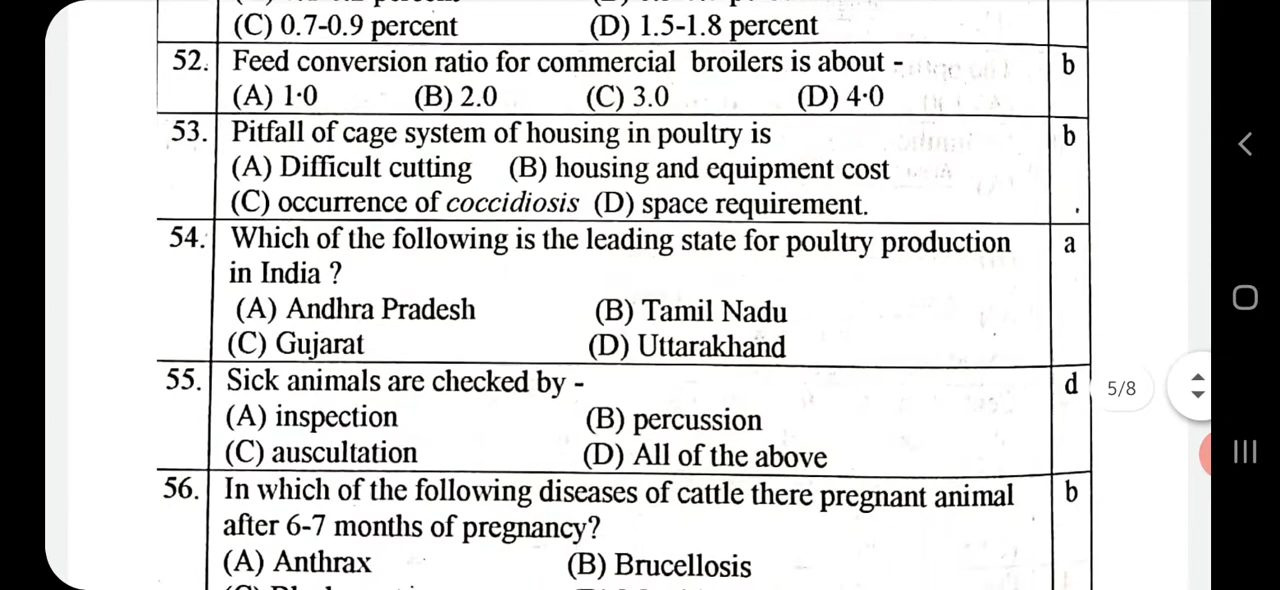 (C) 0.7-0.9 percent (D) 1.5-1.8 percent
52. Feed conversion ratio for commercial broilers is about - b
(A) 1·0 (B) 2.0 (C) 3.0 (D) 4·0
53. Pitfall of cage system of housing in poultry is b
(A) Difficult cutting (B) housing and equipment cost
(C) occurrence of coccidiosis (D) space requirement.
54. Which of the following is the leading state for poultry production a
in India ?
(A) Andhra Pradesh (B) Tamil Nadu
(C) Gujarat (D) Uttarakhand
55. Sick animals are checked by - d
5/8
(A) inspection (B) percussion
(C) auscultation (D) All of the above
56. In which of the following diseases of cattle there pregnant animal b
after 6-7 months of pregnancy?
(A) Anthrax (B) Brucellosis